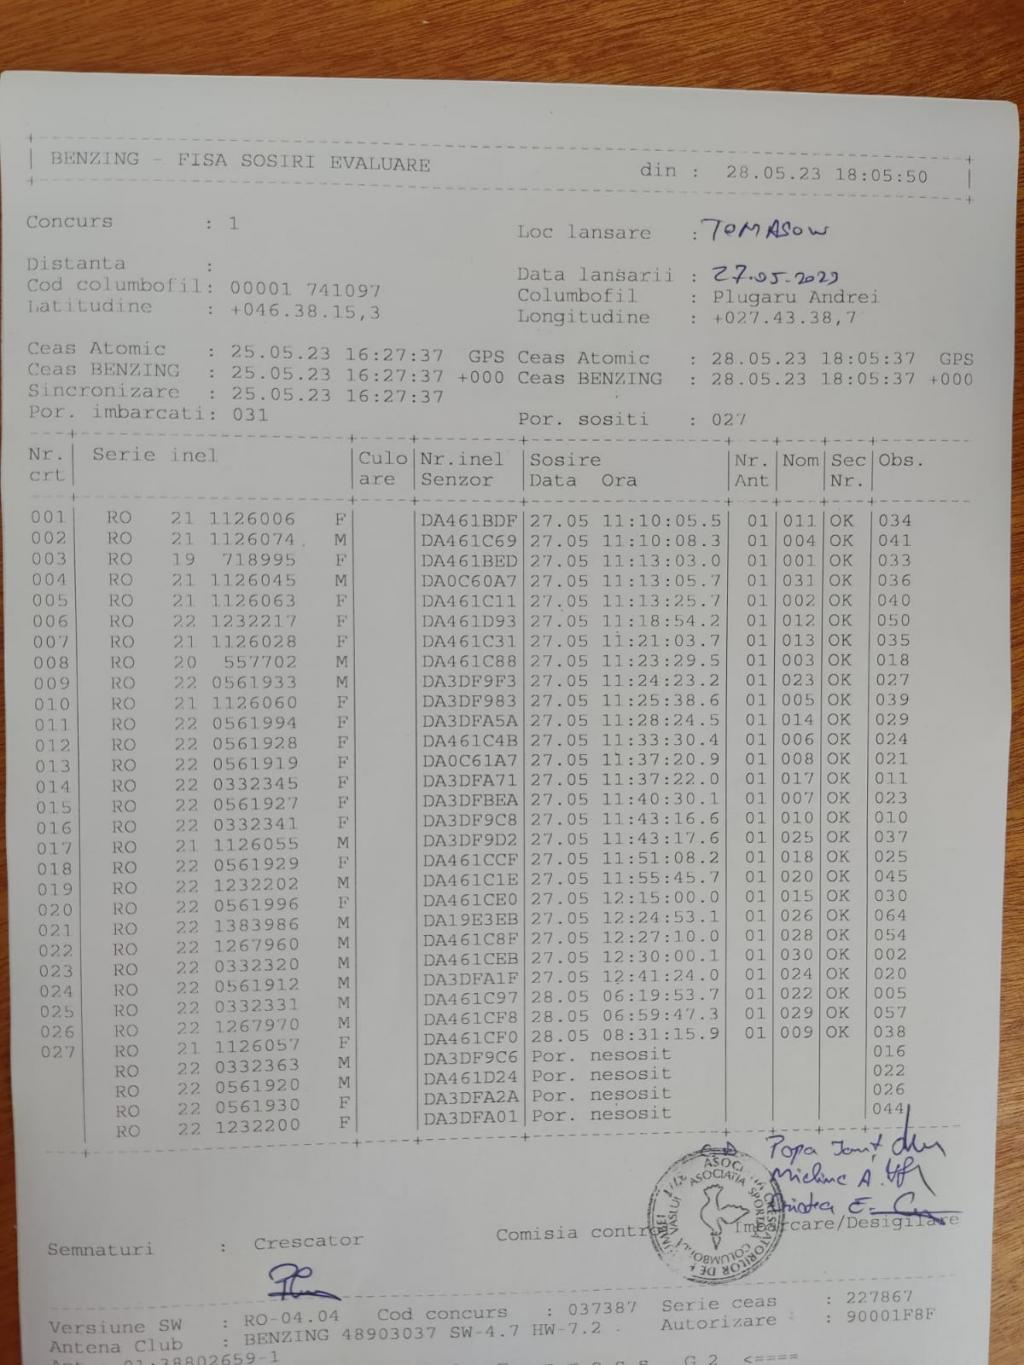 BENZING - FISA SOSIRI EVALUARE din : 28.05.23 18:05:50
Concurs : 1 Loc lansare : TOMASOW
Distanta : Data lansarii : 27.05.2023
Cod columbofil: 00001 741097 Columbofil : Plugaru Andrei
Latitudine : +046.38.15,3 Longitudine : +027.43.38,7
Ceas Atomic : 25.05.23 16:27:37 GPS Ceas Atomic : 28.05.23 18:05:37 GPS
Ceas BENZING : 25.05.23 16:27:37 +000 Ceas BENZING : 28.05.23 18:05:37 +000
Sincronizare : 25.05.23 16:27:37
Por. imbarcati: 031 Por. sositi : 027
Nr. Serie inel Culo Nr.inel Sosire Nr. Nom Sec Obs.
crt are Senzor Data Ora Ant Nr.
001 RO 21 1126006 F DA461BDF 27.05 11:10:05.5 01 011 OK 034
002 RO 21 1126074 M DA461C69 27.05 11:10:08.3 01 004 OK 041
003 RO 19 718995 F DA461BED 27.05 11:13:03.0 01 001 OK 033
004 RO 21 1126045 M DA0C60A7 27.05 11:13:05.7 01 031 OK 036
005 RO 21 1126063 F DA461C11 27.05 11:13:25.7 01 002 OK 040
006 RO 22 1232217 F DA461D93 27.05 11:18:54.2 01 012 OK 050
007 RO 21 1126028 F DA461C31 27.05 11:21:03.7 01 013 OK 035
008 RO 20 557702 M DA461C88 27.05 11:23:29.5 01 003 OK 018
009 RO 22 0561933 M DA3DF9F3 27.05 11:24:23.2 01 023 OK 027
010 RO 21 1126060 F DA3DF983 27.05 11:25:38.6 01 005 OK 039
011 RO 22 0561994 F DA3DFA5A 27.05 11:28:24.5 01 014 OK 029
012 RO 22 0561928 F DA461C4B 27.05 11:33:30.4 01 006 OK 024
013 RO 22 0561919 F DA0C61A7 27.05 11:37:20.9 01 008 OK 021
014 RO 22 0332345 F DA3DFA71 27.05 11:37:22.0 01 017 OK 011
015 RO 22 0561927 F DA3DFBEA 27.05 11:40:30.1 01 007 OK 023
016 RO 22 0332341 F DA3DF9C8 27.05 11:43:16.6 01 010 OK 010
017 RO 21 1126055 M DA3DF9D2 27.05 11:43:17.6 01 025 OK 037
018 RO 22 0561929 F DA461CCF 27.05 11:51:08.2 01 018 OK 025
019 RO 22 1232202 M DA461C1E 27.05 11:55:45.7 01 020 OK 045
020 RO 22 0561996 F DA461CE0 27.05 12:15:00.0 01 015 OK 030
021 RO 22 1383986 M DA19E3EB 27.05 12:24:53.1 01 026 OK 064
022 RO 22 1267960 M DA461C8F 27.05 12:27:10.0 01 028 OK 054
023 RO 22 0332320 M DA461CEB 27.05 12:30:00.1 01 030 OK 002
024 RO 22 0561912 M DA3DFA1F 27.05 12:41:24.0 01 024 OK 020
025 RO 22 0332331 M DA461C97 28.05 06:19:53.7 01 022 OK 005
026 RO 22 1267970 M DA461CF8 28.05 06:59:47.3 01 029 OK 057
027 RO 21 1126057 F DA461CF0 28.05 08:31:15.9 01 009 OK 038
RO 22 0332363 M DA3DF9C6 Por. nesosit 016
RO 22 0561920 M DA461D24 Por. nesosit 022
RO 22 0561930 F DA3DFA2A Por. nesosit 026
RO 22 1232200 F DA3DFA01 Por. nesosit 044
Popa Ionuț
A.
E.
Semnaturi : Crescator Comisia contro Imbarcare/Desigilare
ASOCIATIA SPORTIVA COLUMBO
VASLUI
Versiune SW : RO-04.04 Cod concurs : 037387 Serie ceas : 227867
Antena Club : BENZING 48903037 SW-4.7 HW-7.2 Autorizare : 90001F8F
01:38802659-1 G 2 <====